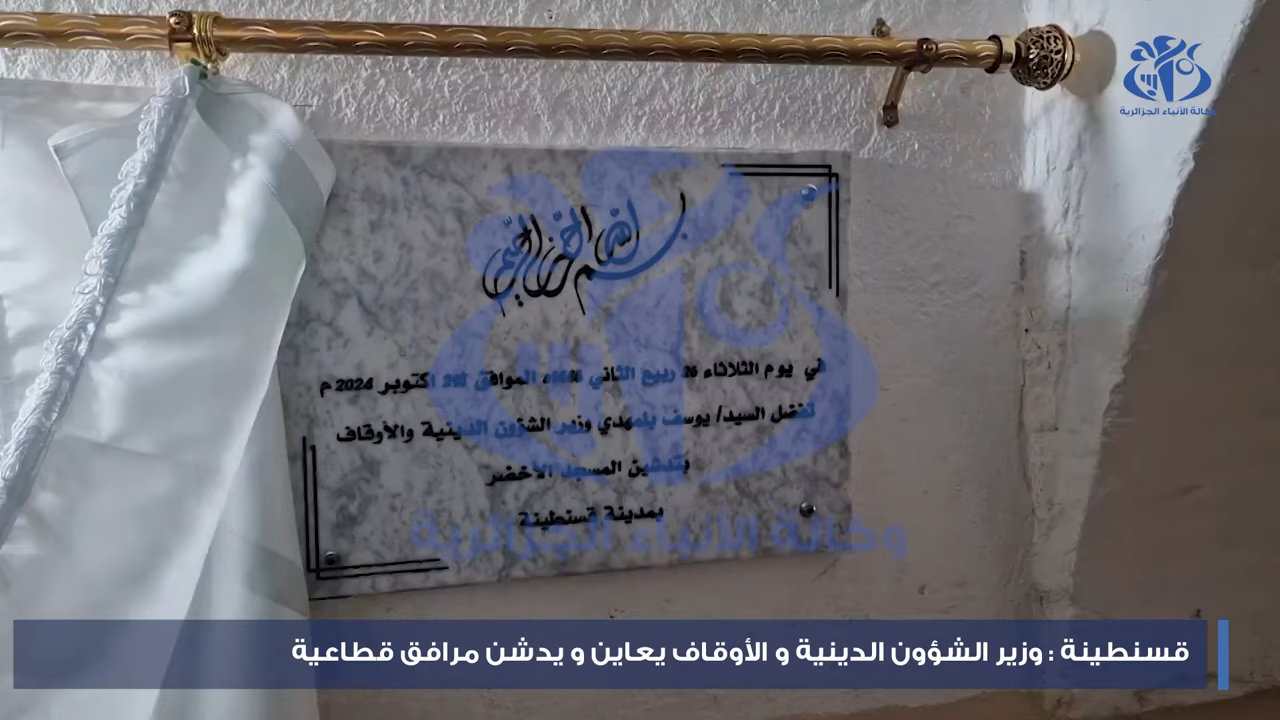 وكالة الأنباء الجزائرية
بسم الله الرحمن الرحيم
في يوم الثلاثاء 26 ربيع الثاني الموافق اكتوبر 2024 م
تفضل السيد/ يوسف بلمهدي وزير الشؤون الدينية والأوقاف
بتدشين المسجد الأخضر
بمدينة قسنطينة
وكالة الأنباء الجزائرية
قسنطينة : وزير الشؤون الدينية و الأوقاف يعاين و يدشن مرافق قطاعية